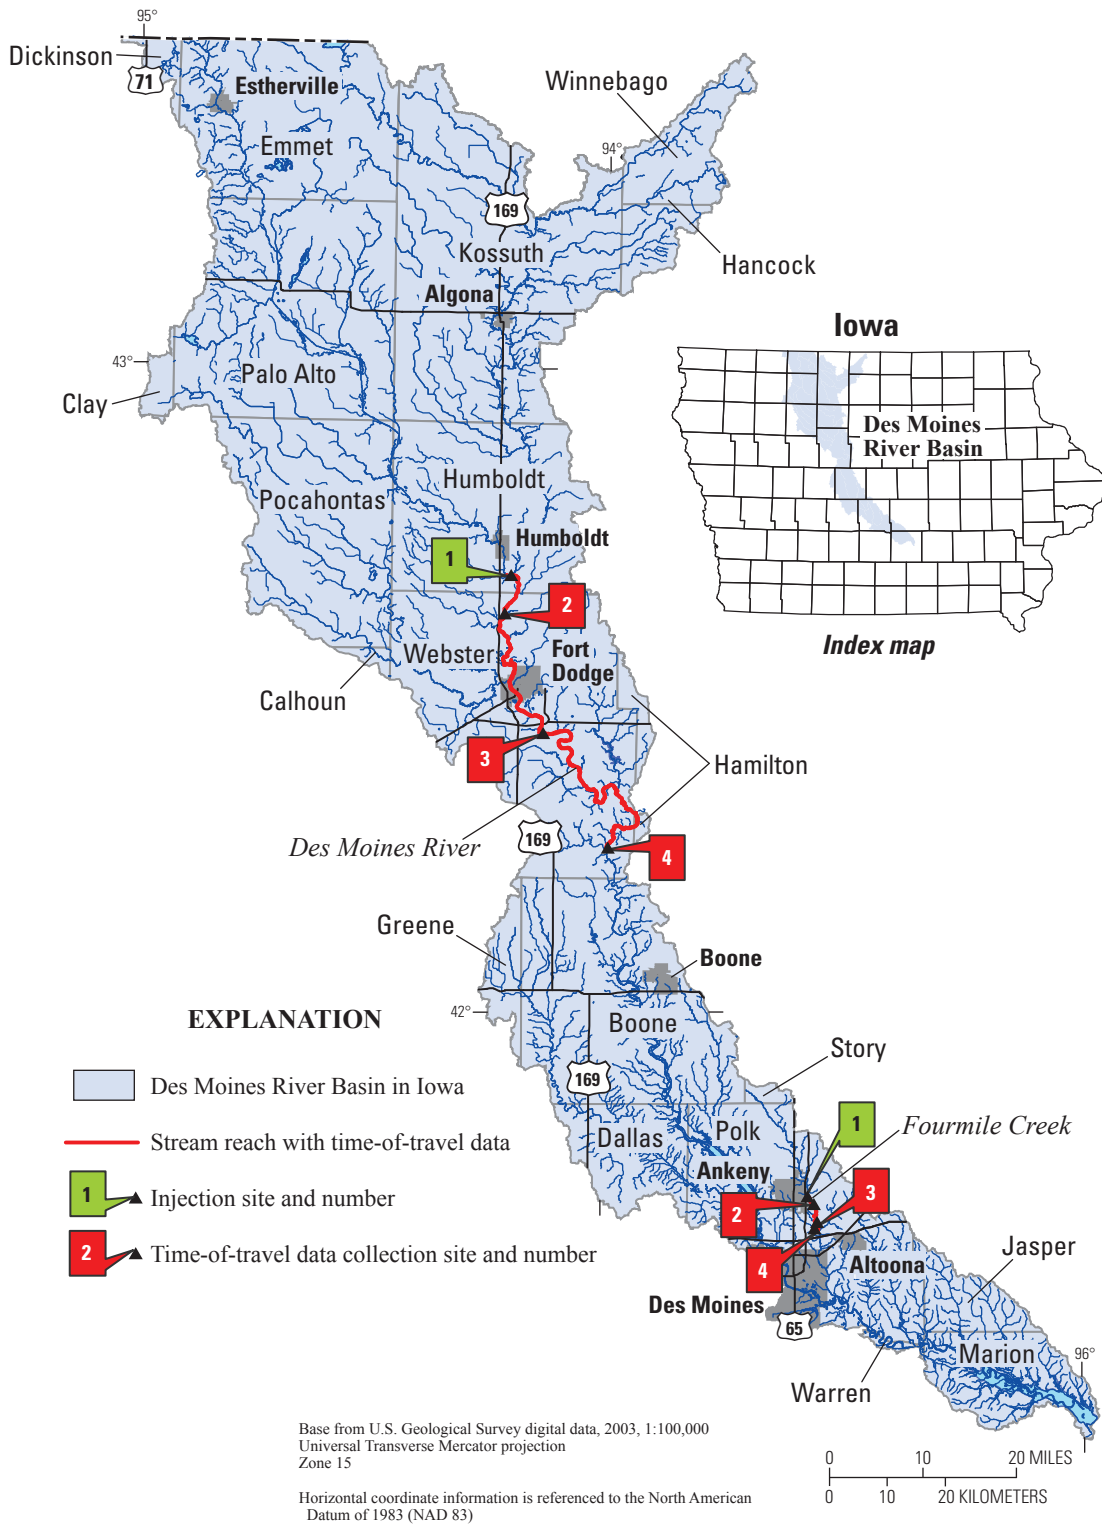 95°
Dickinson
71
Estherville
Emmet
Winnebago
94°
169
Kossuth
Hancock
Algona
Iowa
43°
Palo Alto
Clay
Des Moines
River Basin
Humboldt
Pocahontas
Humboldt
1
2
Index map
Webster
Fort
Dodge
Calhoun
3
Hamilton
Des Moines River
169
4
Greene
Boone
42°
EXPLANATION
Boone
Story
Des Moines River Basin in Iowa
169
1
Fourmile Creek
Stream reach with time-of-travel data
Dallas
Polk
Ankeny
1
Injection site and number
2
3
2
Time-of-travel data collection site and number
4
Altoona
Jasper
Des Moines
65
Marion
96°
Warren
Base from U.S. Geological Survey digital data, 2003, 1:100,000
Universal Transverse Mercator projection
Zone 15
0 10 20 MILES
0 10 20 KILOMETERS
Horizontal coordinate information is referenced to the North American
Datum of 1983 (NAD 83)